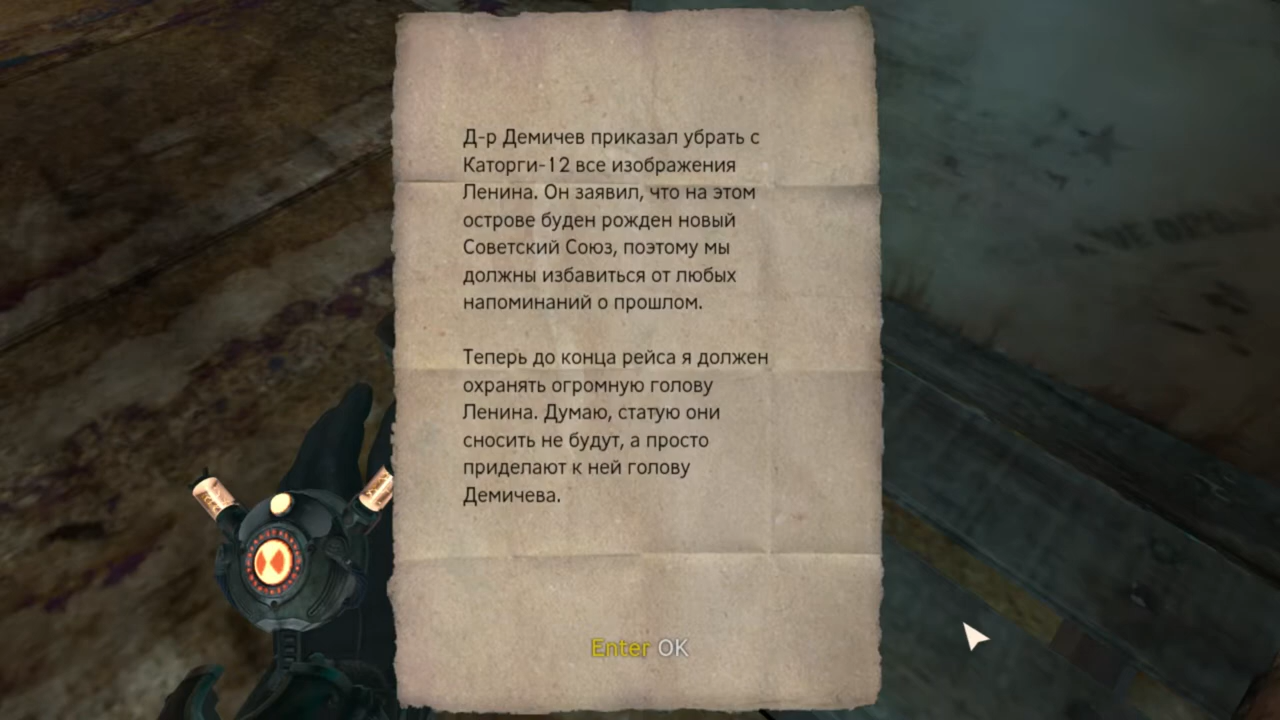 Д-р Демичев приказал убрать с
Каторги-12 все изображения
Ленина. Он заявил, что на этом
острове буден рожден новый
Советский Союз, поэтому мы
должны избавиться от любых
напоминаний о прошлом.
Теперь до конца рейса я должен
охранять огромную голову
Ленина. Думаю, статую они
сносить не будут, а просто
приделают к ней голову
Демичева.
Enter OK